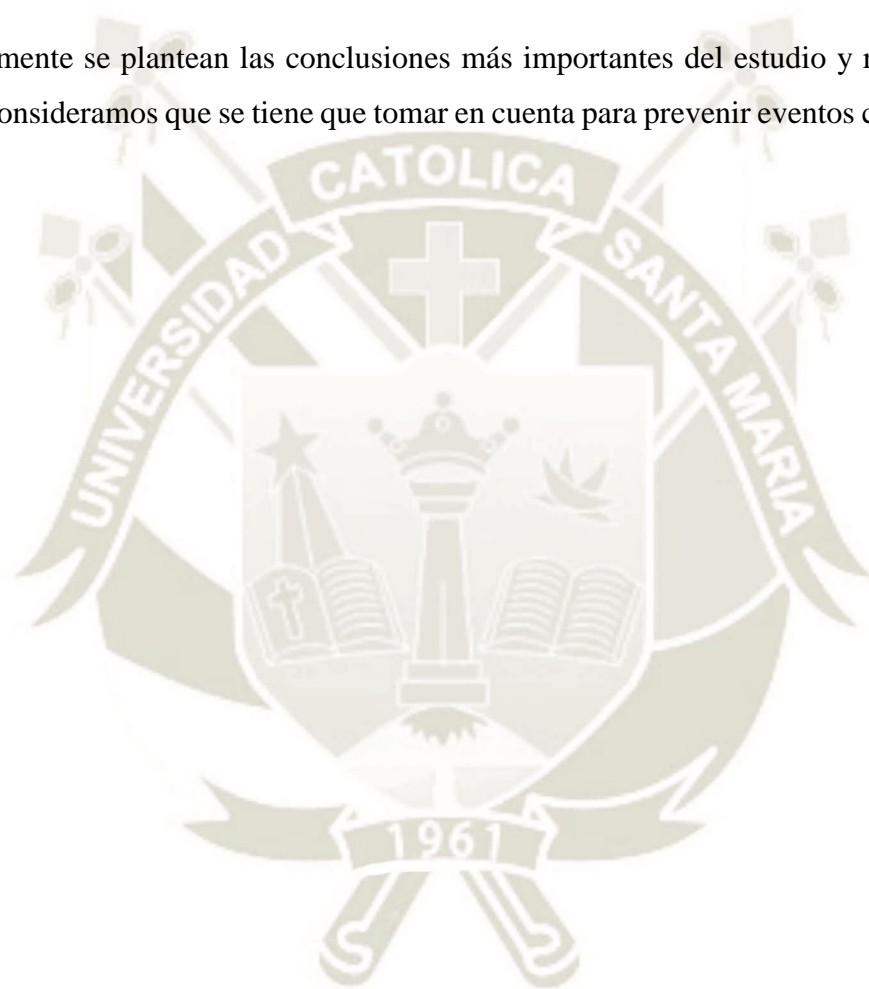 mente se plantean las conclusiones más importantes del estudio y
onsideramos que se tiene que tomar en cuenta para prevenir eventos
UNIVERSIDAD CATOLICA SANTA MARIA
1961